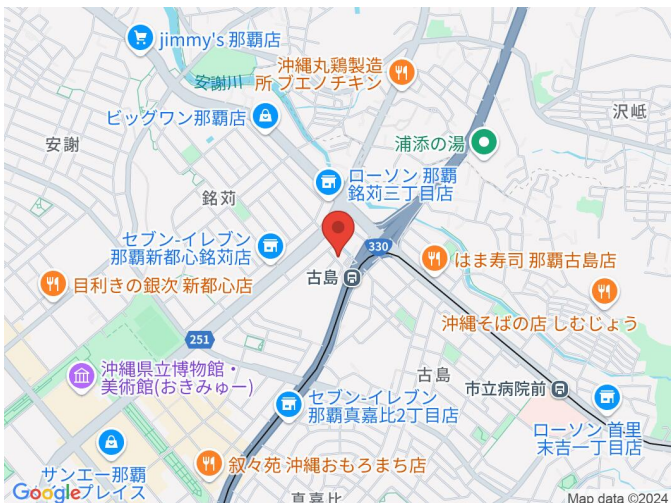 jimmy's 那覇店
沖縄丸鶏製造
所 ブエノチキン
安謝川
沢岻
ビッグワン那覇店
安謝
浦添の湯
ローソン 那覇
銘苅三丁目店
銘苅
セブン-イレブン
那覇新都心銘苅店
330
はま寿司 那覇古島店
目利きの銀次 新都心店
古島
沖縄そばの店 しむじょう
251
沖縄県立博物館・
美術館(おきみゅー)
古島
市立病院前
セブン-イレブン
那覇真嘉比2丁目店
ローソン 首里
末吉一丁目店
サンエー那覇
プレイス
叙々苑 沖縄おもろまち店
真嘉比
Google
Map data ©2024